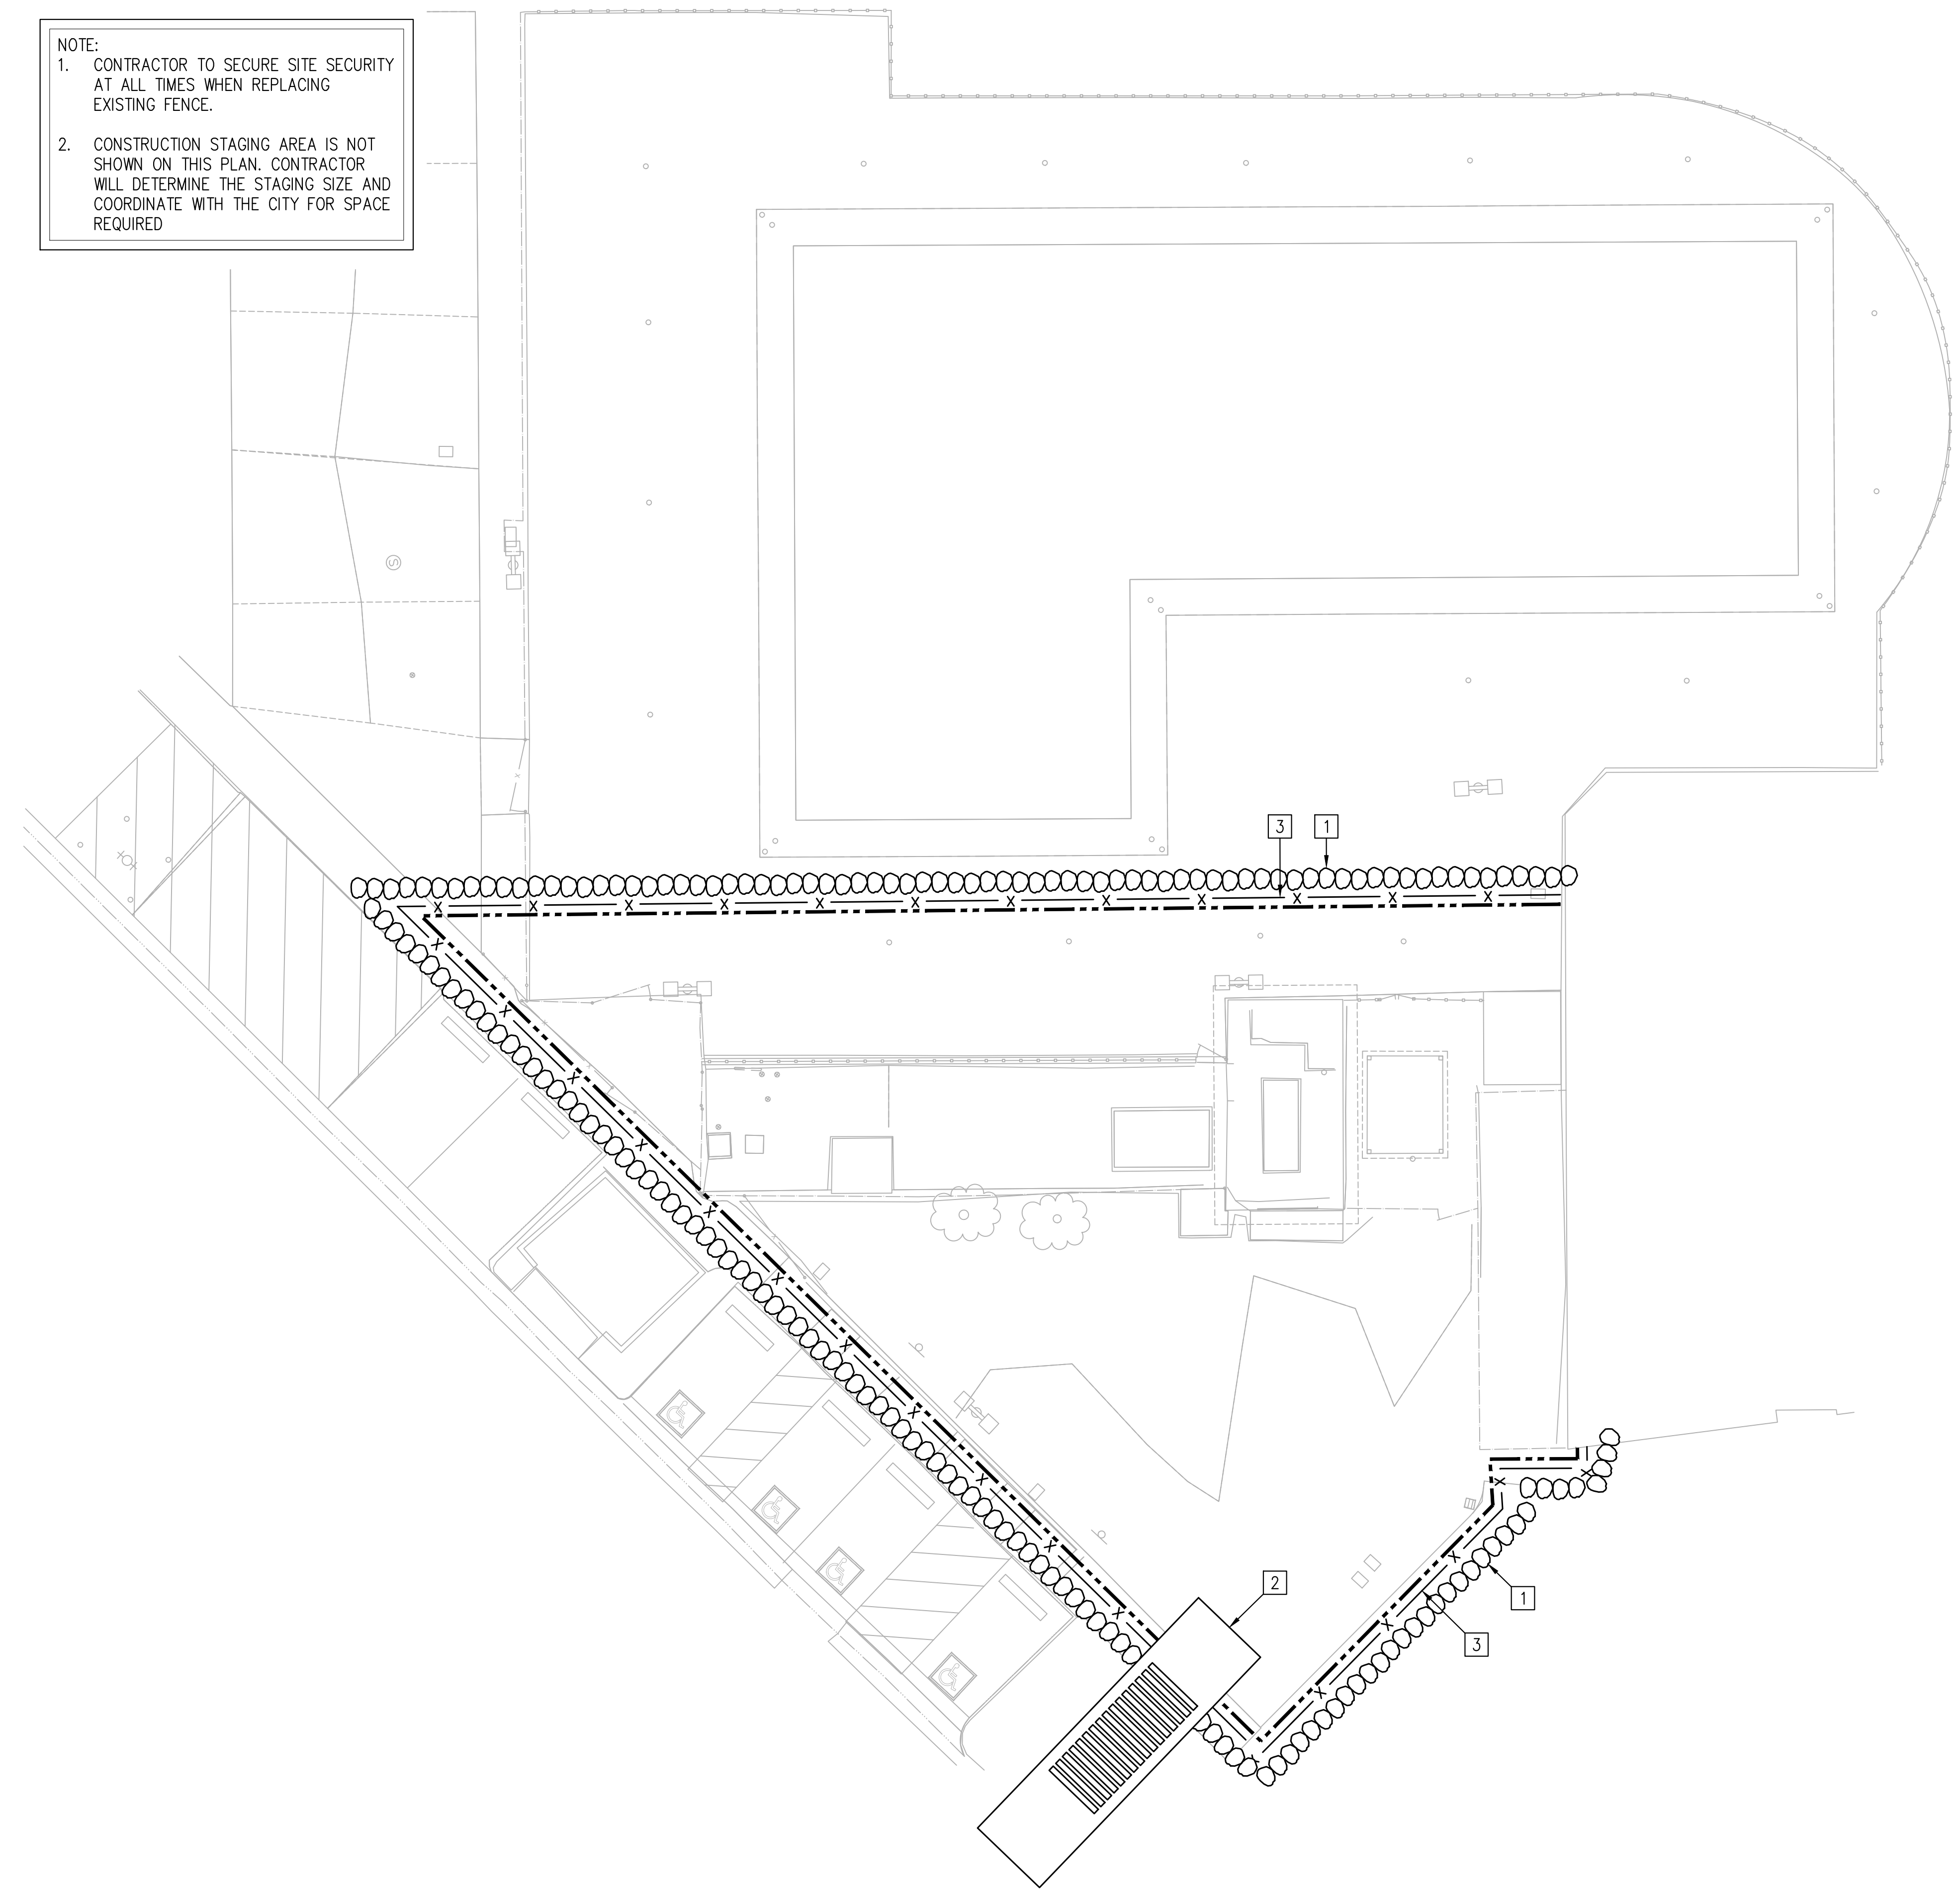 NOTE:
1. CONTRACTOR TO SECURE SITE SECURITY
AT ALL TIMES WHEN REPLACING
EXISTING FENCE.
2. CONSTRUCTION STAGING AREA IS NOT
SHOWN ON THIS PLAN. CONTRACTOR
WILL DETERMINE THE STAGING SIZE AND
COORDINATE WITH THE CITY FOR SPACE
REQUIRED
S
3 1
2
1
3